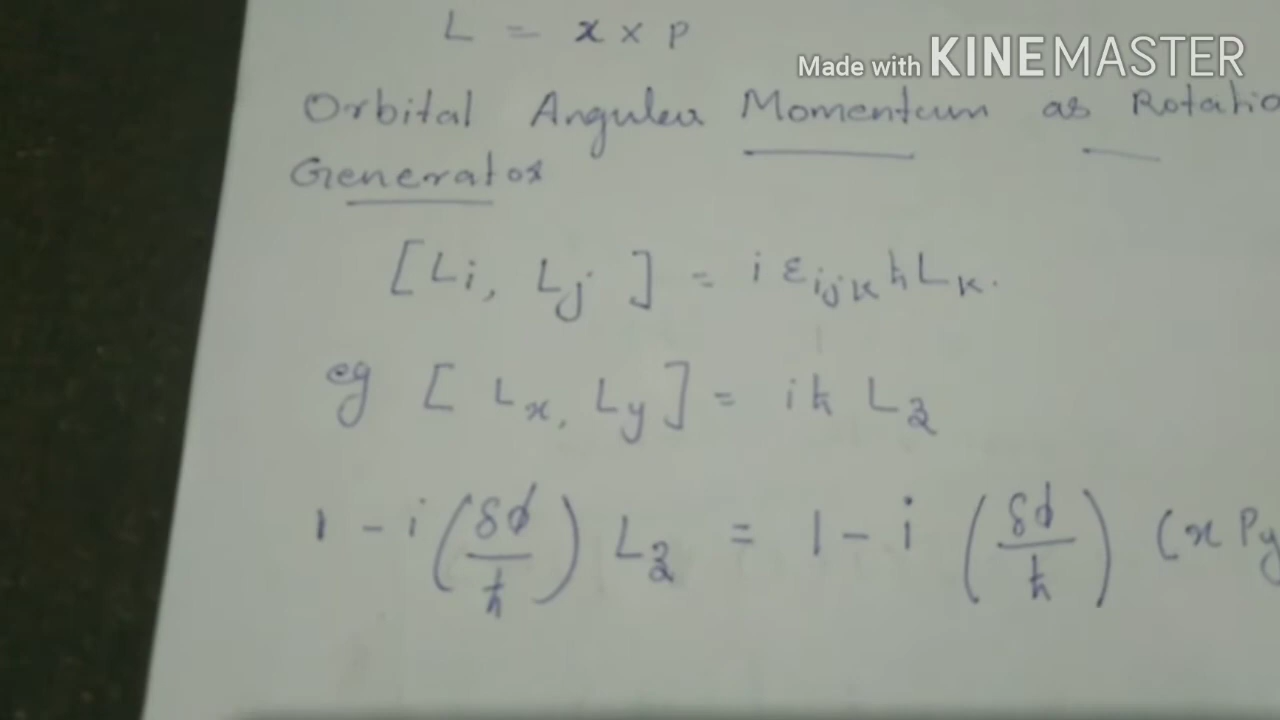 L = x × p
Made with KINEMASTER
Orbital Angular Momentum as Rotatio
Generator
[Li, Lj] = i εijk ħ Lk.
eg [Lx, Ly] = iħ Lz
1 - i (δφ/ħ) Lz = 1 - i (δφ/ħ) (x Py